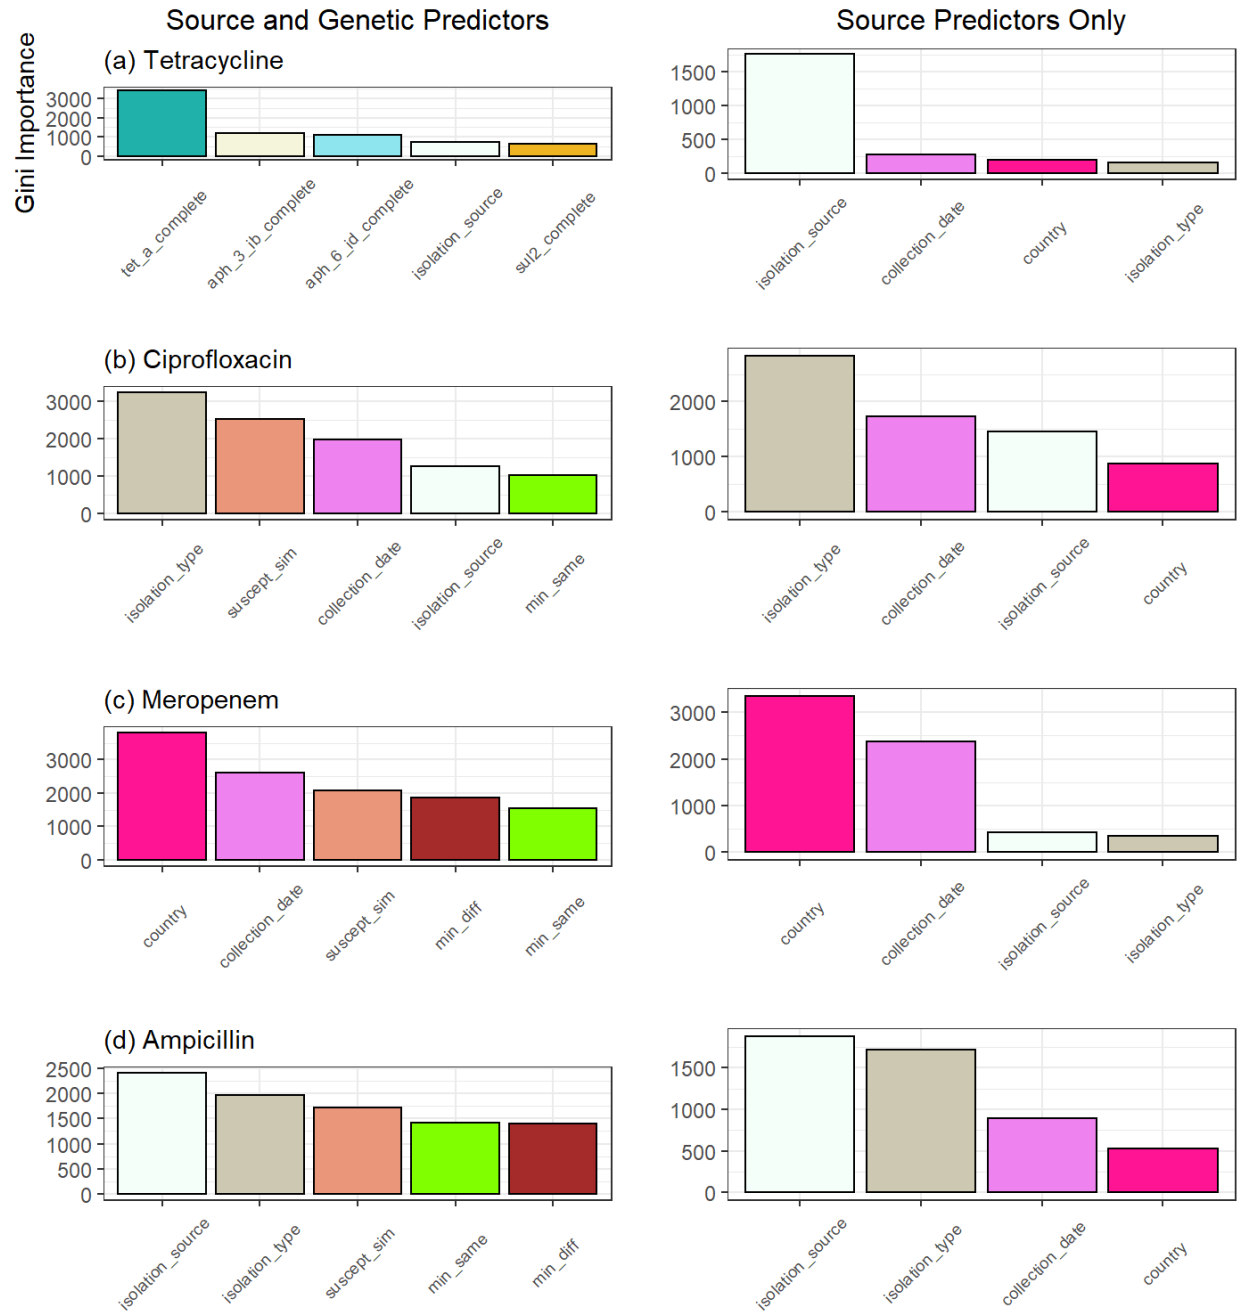 Source and Genetic Predictors
Source Predictors Only
Gini Importance
(a) Tetracycline
3000
2000
1000
0
tet_a_complete
aph_3_ib_complete
aph_6_id_complete
isolation_source
sul2_complete
1500
1000
500
0
isolation_source
collection_date
country
isolation_type
(b) Ciprofloxacin
3000
2000
1000
0
isolation_type
suscept_sim
collection_date
isolation_source
min_same
2000
1000
0
isolation_type
collection_date
isolation_source
country
(c) Meropenem
3000
2000
1000
0
country
collection_date
suscept_sim
min_diff
min_same
3000
2000
1000
0
country
collection_date
isolation_source
isolation_type
(d) Ampicillin
2500
2000
1500
1000
500
0
isolation_source
isolation_type
suscept_sim
min_same
min_diff
1500
1000
500
0
isolation_source
isolation_type
collection_date
country